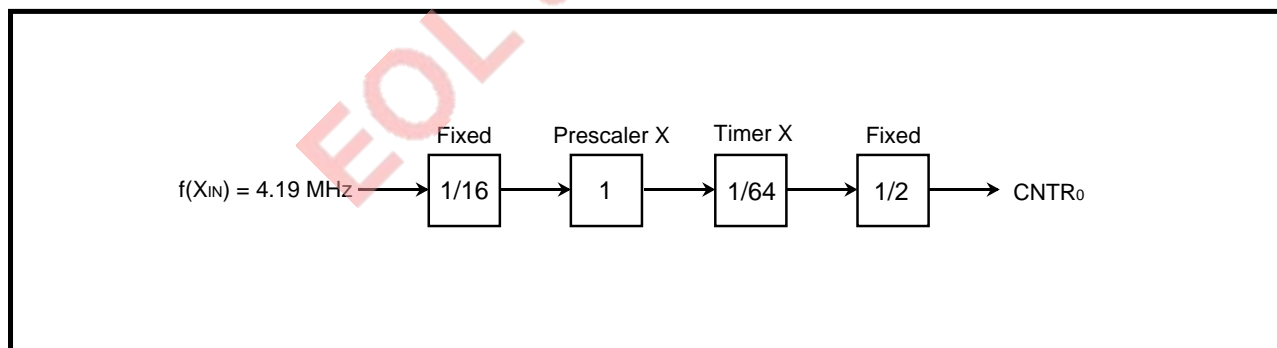 EOL
Fixed Prescaler X Timer X Fixed
f(XIN) = 4.19 MHz 1/16 1 1/64 1/2 CNTR0